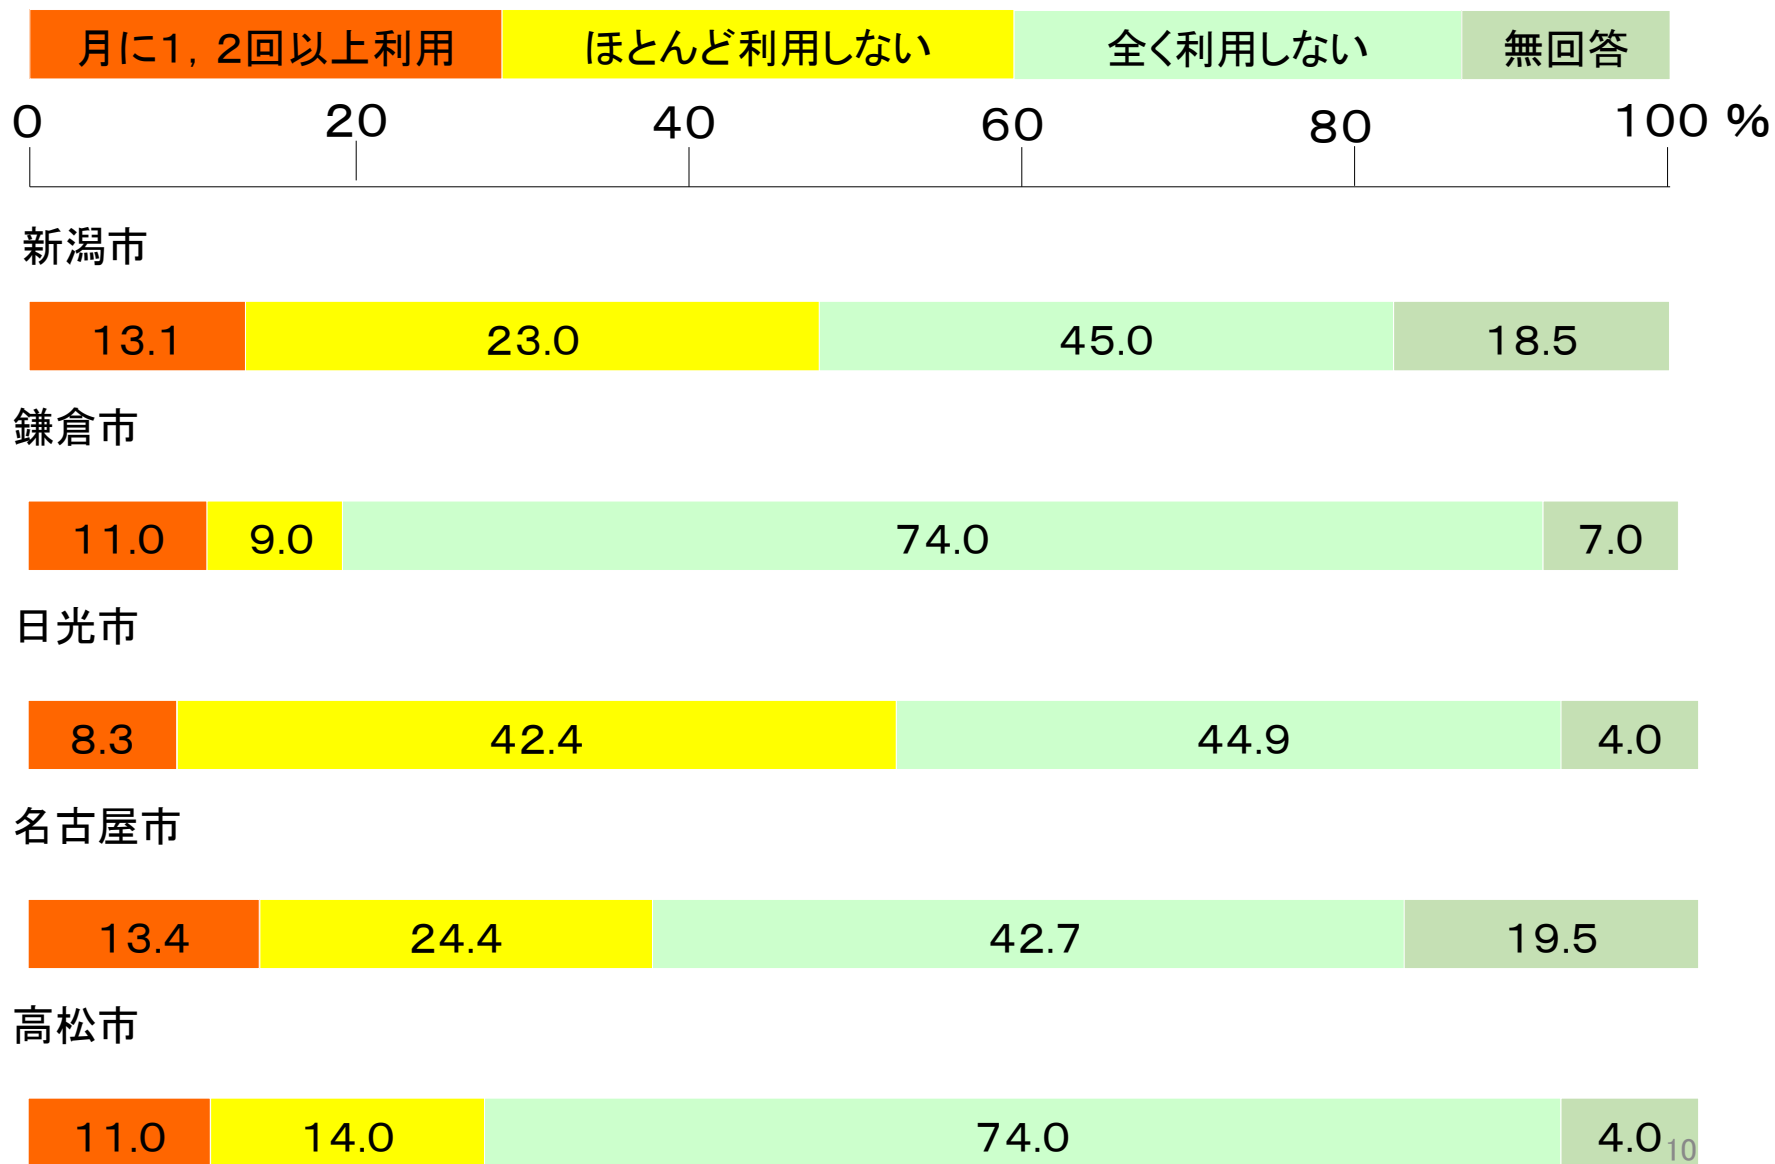 月に1，2回以上利用 ほとんど利用しない 全く利用しない 無回答
0 20 40 60 80 100 %
新潟市
13.1 23.0 45.0 18.5
鎌倉市
11.0 9.0 74.0 7.0
日光市
8.3 42.4 44.9 4.0
名古屋市
13.4 24.4 42.7 19.5
高松市
11.0 14.0 74.0 4.0
10